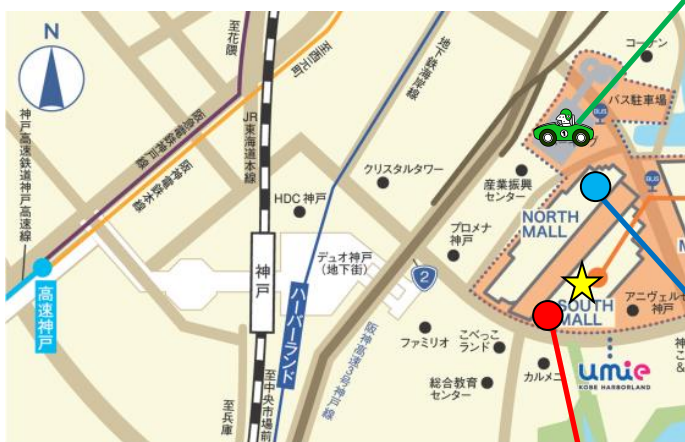 N
至花隈
至西元町
地下鉄海岸線
コーナン
バス駐車場
BUS
1
神戸高速鉄道神戸高速線
阪急電鉄神戸線
阪神電鉄本線
JR東海道本線
クリスタルタワー
産業振興
センター
BUS
HDC 神戸
NORTH
MALL
プロメナ
神戸
デュオ神戸
(地下街)
神戸
ハーバーランド
2
高速神戸
SOUTH
MALL
アニヴェルセ
神戸
阪神高速3号神戸線
ファミリオ
こべっこ
ランド
カルメニ
umie
KOBE HARBORLAND
総合教育
センター
至兵庫
至中央市場前